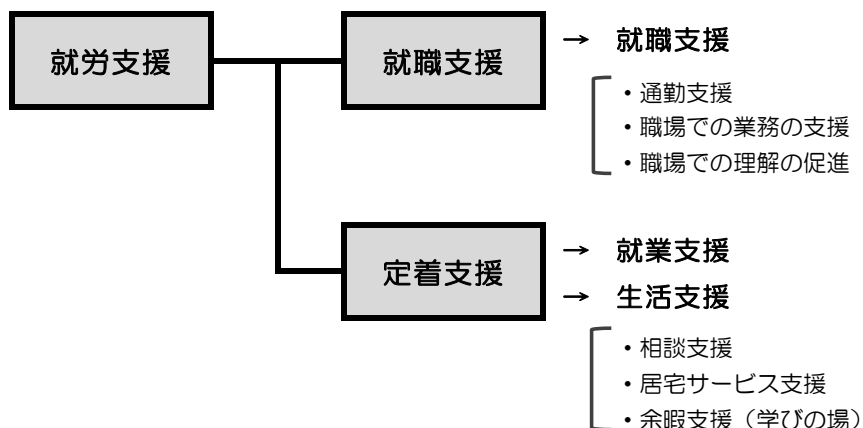 就労支援
就職支援
→ 就職支援
・通勤支援
・職場での業務の支援
・職場での理解の促進
定着支援
→ 就業支援
→ 生活支援
・相談支援
・居宅サービス支援
・余暇支援（学びの場）